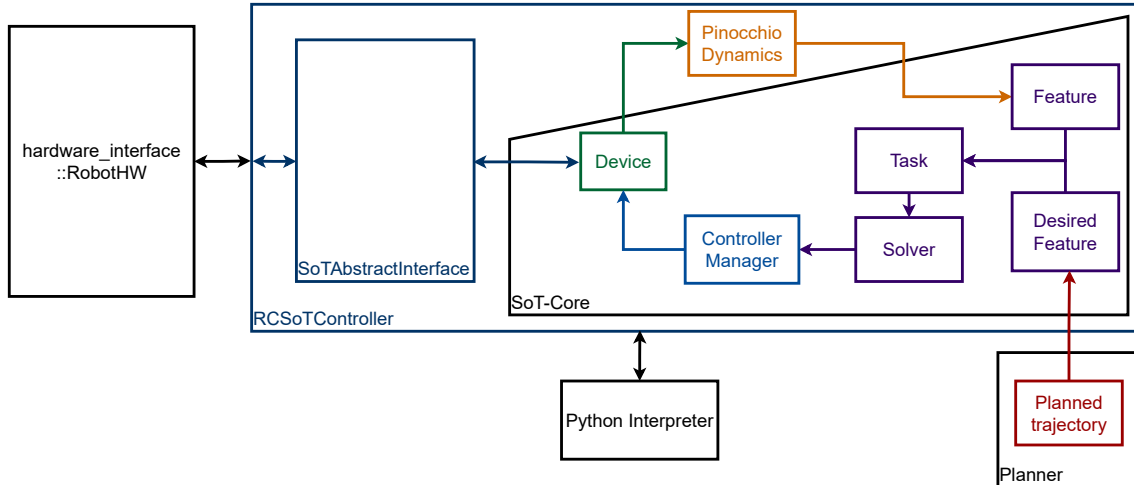 Pinocchio
Dynamics
Feature
hardware_interface
::RobotHW
Device
Task
Desired
Feature
Controller
Manager
Solver
SoTAbstractInterface
SoT-Core
RCSoTController
Python Interpreter
Planned
trajectory
Planner